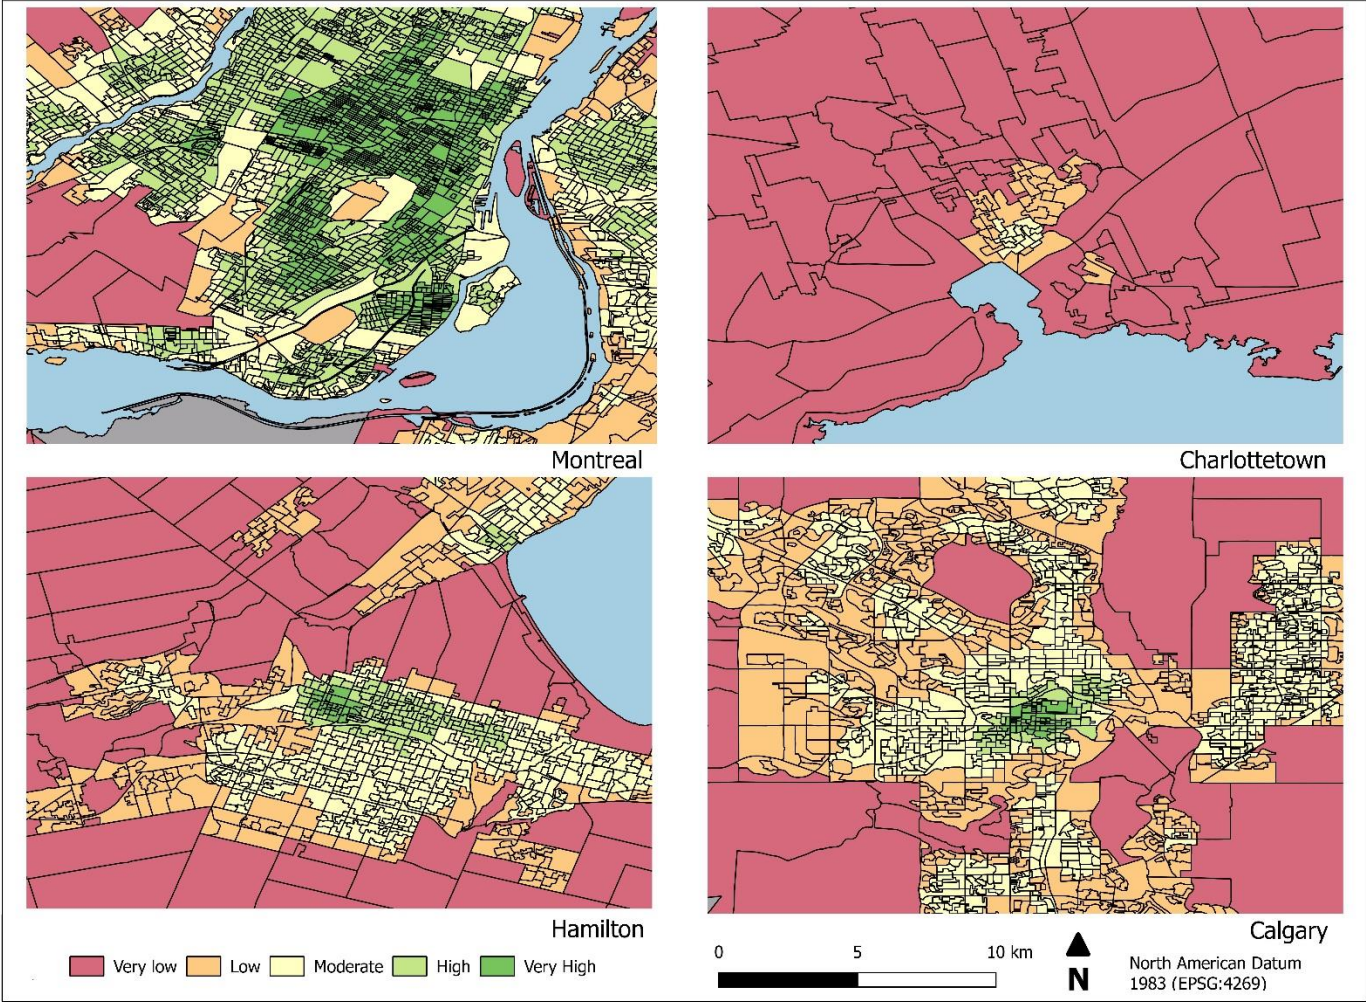 Montreal
Charlottetown
Hamilton
Calgary
Very low
Low
Moderate
High
Very High
0 5 10 km
N
North American Datum
1983 (EPSG:4269)